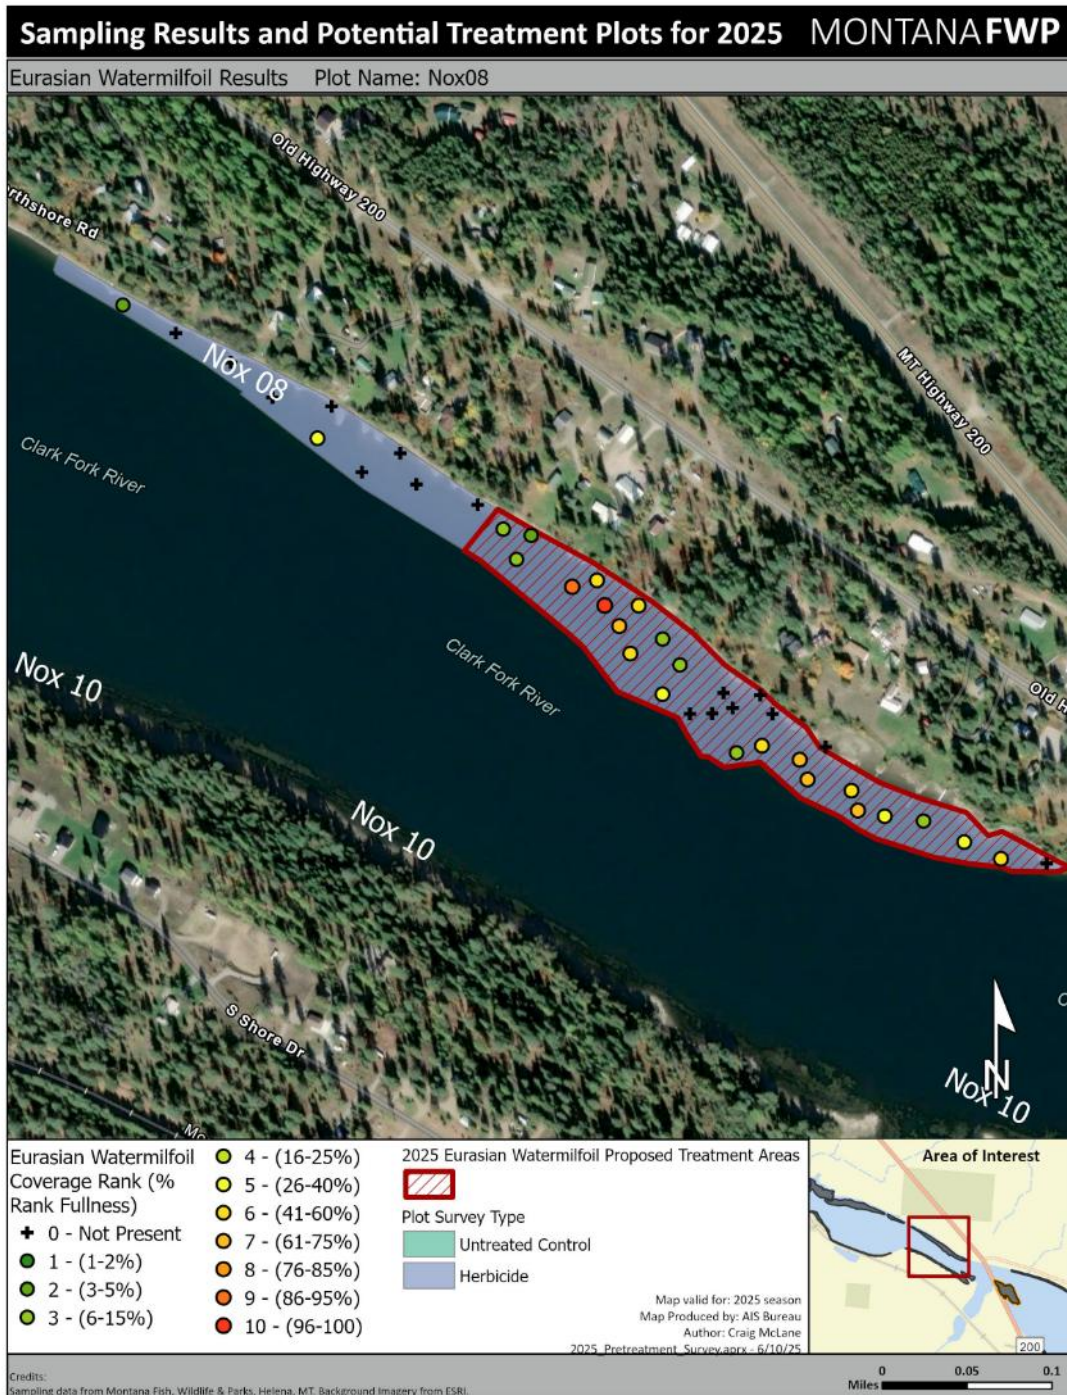 Sampling Results and Potential Treatment Plots for 2025 MONTANA FWP
Eurasian Watermilfoil Results Plot Name: Nox08
Old Highway 200
orthshore Rd
MT Highway 200
Nox 08
Clark Fork River
Clark Fork River
Old H
Nox 10
Nox 10
S Shore Dr
C
N
Nox 10
Mo
Eurasian Watermilfoil
Coverage Rank (%
Rank Fullness)
0 - Not Present
1 - (1-2%)
2 - (3-5%)
3 - (6-15%)
4 - (16-25%)
5 - (26-40%)
6 - (41-60%)
7 - (61-75%)
8 - (76-85%)
9 - (86-95%)
10 - (96-100)
2025 Eurasian Watermilfoil Proposed Treatment Areas
Plot Survey Type
Untreated Control
Herbicide
Map valid for: 2025 season
Map Produced by: AIS Bureau
Author: Craig McLane
2025_Pretreatment_Survey.aprx - 6/10/25
Area of Interest
200
Credits:
Sampling data from Montana Fish, Wildlife & Parks, Helena, MT. Background Imagery from ESRI.
0 0.05 0.1
Miles